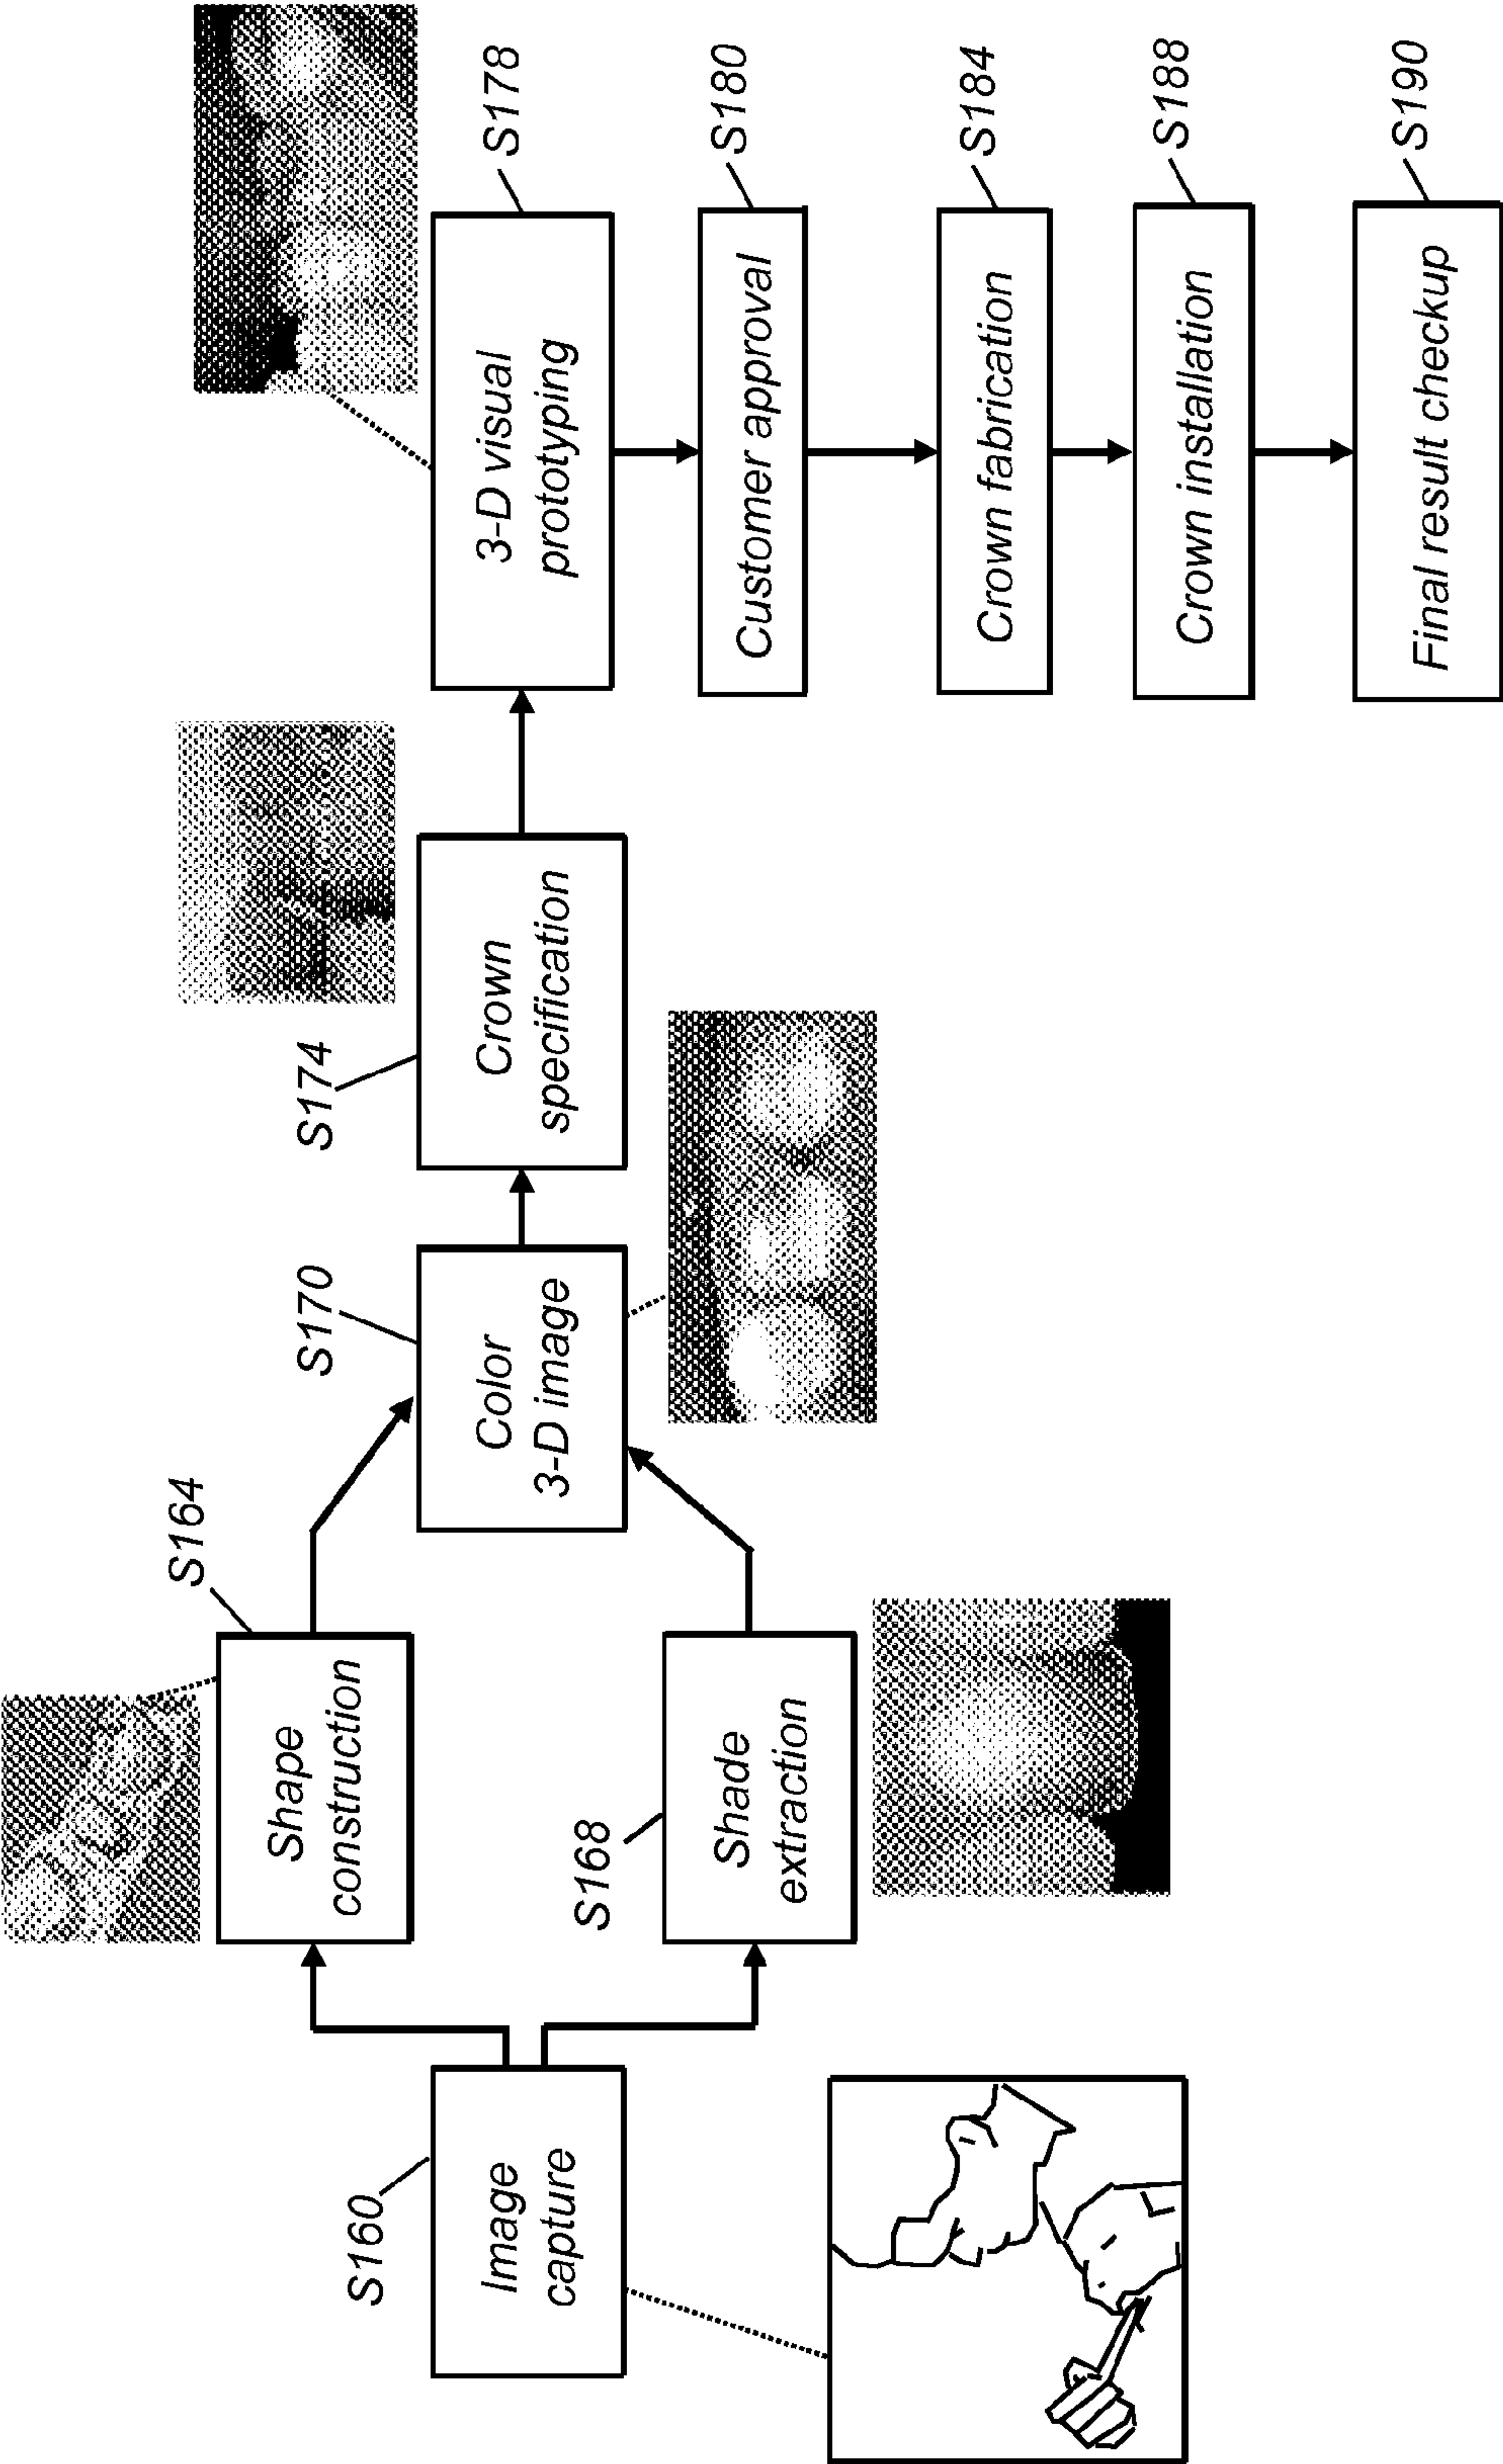 S160
Image
capture
S164
Shape
construction
S168
Shade
extraction
S170
Color
3-D image
S174
Crown
specification
S178
3-D visual
prototyping
S180
Customer approval
S184
Crown fabrication
S188
Crown installation
S190
Final result checkup